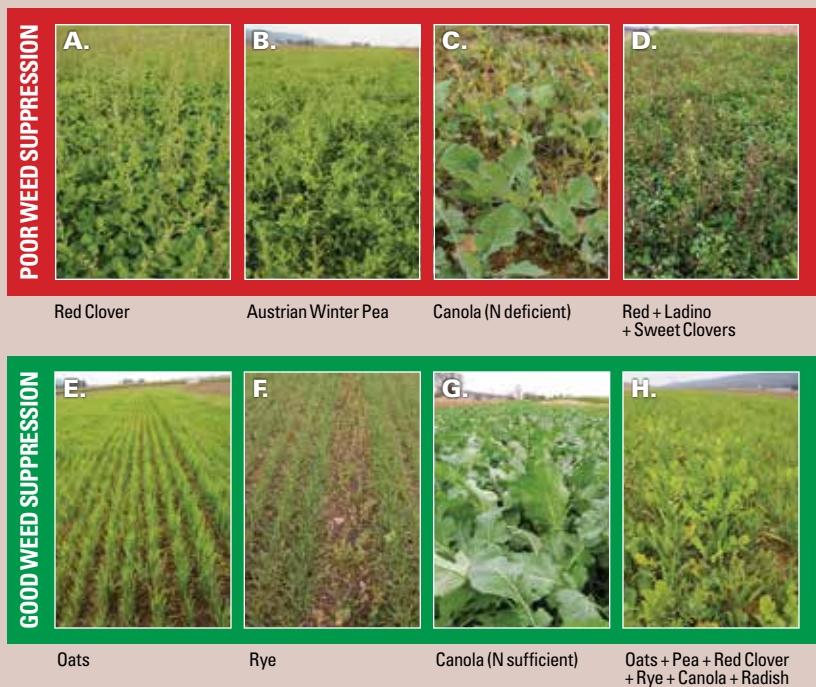 POOR WEED SUPPRESSION
A.
B.
C.
D.
Red Clover
Austrian Winter Pea
Canola (N deficient)
Red + Ladino
+ Sweet Clovers
GOOD WEED SUPPRESSION
E.
F.
G.
H.
Oats
Rye
Canola (N sufficient)
Oats + Pea + Red Clover
+ Rye + Canola + Radish